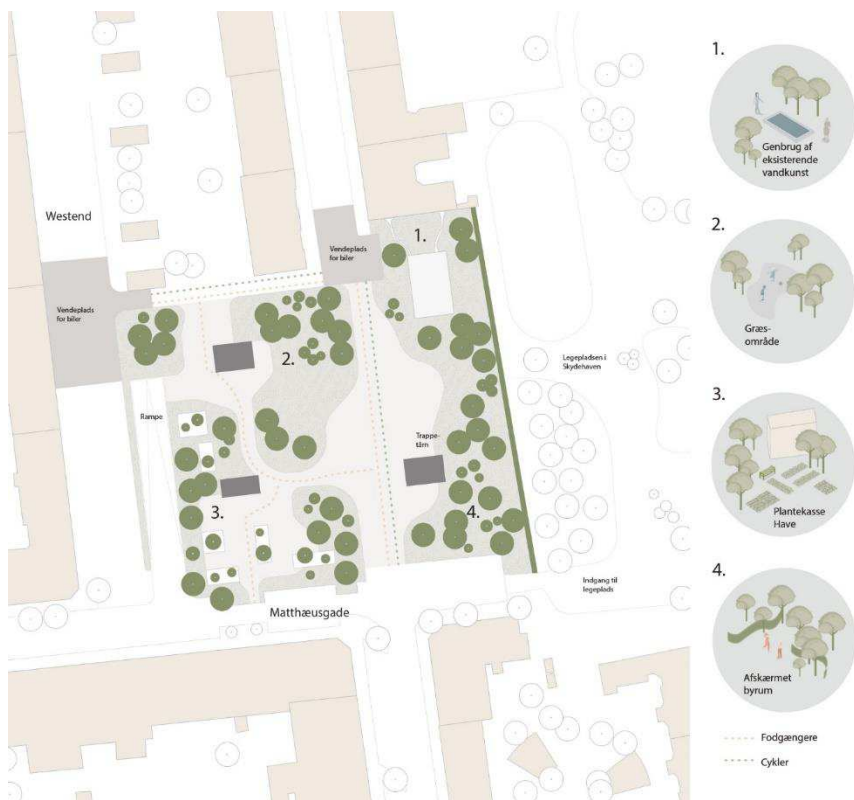 Westend
Vendeplads
for biler
Vendeplads
for biler
1.
2.
Rampe
Trappe-
tårn
Legepladsen i
Skydehaven
3.
4.
Indgang til
legeplads
Matthæusgade
1.
Genbrug af
eksisterende
vandkunst
2.
Græs-
område
3.
Plantekasse
Have
4.
Afskærmet
byrum
Fodgængere
Cykler